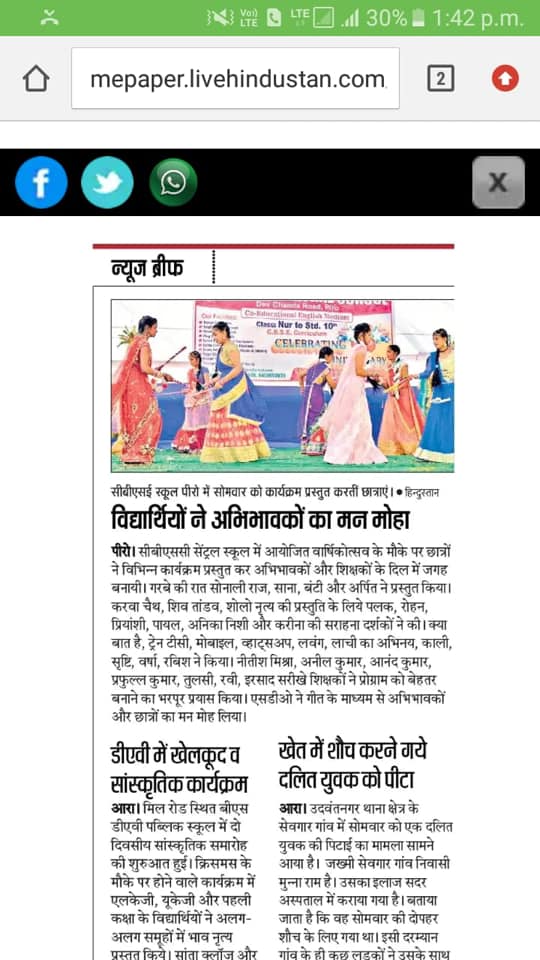 Vo))
LTE
LTE
30%
1:42 p.m.
mepaper.livehindustan.com
2
f
X
न्यूज ब्रीफ
Dev Chanda Road, Piro
Co-Educational English Medium
Class Nur to Std. 10th
C.B.S.E. Curriculum
CELEBRATING
सीबीएसई स्कूल पीरो में सोमवार को कार्यक्रम प्रस्तुत करतीं छात्राएं। ● हिन्दुस्तान
विद्यार्थियों ने अभिभावकों का मन मोहा
पीरो। सीबीएससी सेंट्रल स्कूल में आयोजित वार्षिकोत्सव के मौके पर छात्रों
ने विभिन्न कार्यक्रम प्रस्तुत कर अभिभावकों और शिक्षकों के दिल में जगह
बनायी। गरबे की रात सोनाली राज, साना, बंटी और अर्पित ने प्रस्तुत किया।
करवा चैथ, शिव तांडव, शोलो नृत्य की प्रस्तुति के लिये पलक, रोहन,
प्रियांशी, पायल, अनिका निशी और करीना की सराहना दर्शकों ने की। क्या
बात है, ट्रेन टीसी, मोबाइल, व्हाट्सअप, लवंग, लाची का अभिनय, काली,
सृष्टि, वर्षा, रबिश ने किया। नीतीश मिश्रा, अनील कुमार, आनंद कुमार,
प्रफुल्ल कुमार, तुलसी, रवी, इरसाद सरीखे शिक्षकों ने प्रोग्राम को बेहतर
बनाने का भरपूर प्रयास किया। एसडीओ ने गीत के माध्यम से अभिभावकों
और छात्रों का मन मोह लिया।
डीएवी में खेलकूद व
सांस्कृतिक कार्यक्रम
आरा। मिल रोड स्थित बीएस
डीएवी पब्लिक स्कूल में दो
दिवसीय सांस्कृतिक समारोह
की शुरुआत हुई। क्रिसमस के
मौके पर होने वाले कार्यक्रम में
एलकेजी, यूकेजी और पहली
कक्षा के विद्यार्थियों ने अलग-
अलग समूहों में भाव नृत्य
प्रस्तुत किये। सांता क्लॉज और
खेत में शौच करने गये
दलित युवक को पीटा
आरा। उदवंतनगर थाना क्षेत्र के
सेवगार गांव में सोमवार को एक दलित
युवक की पिटाई का मामला सामने
आया है। जख्मी सेवगार गांव निवासी
मुन्ना राम है। उसका इलाज सदर
अस्पताल में कराया गया है। बताया
जाता है कि वह सोमवार की दोपहर
शौच के लिए गया था। इसी दरम्यान
गांव के ही कुछ लड़कों ने उसके साथ